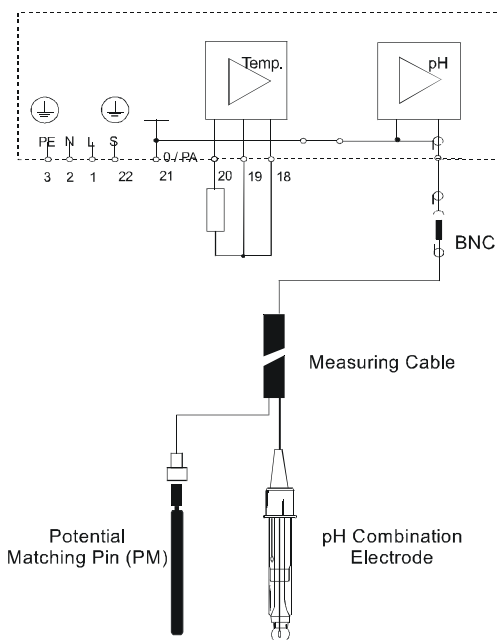 Temp.
pH
PE N L S
0 / PA
3 2 1 22 21 20 19 18
BNC
Measuring Cable
Potential
Matching Pin (PM)
pH Combination
Electrode